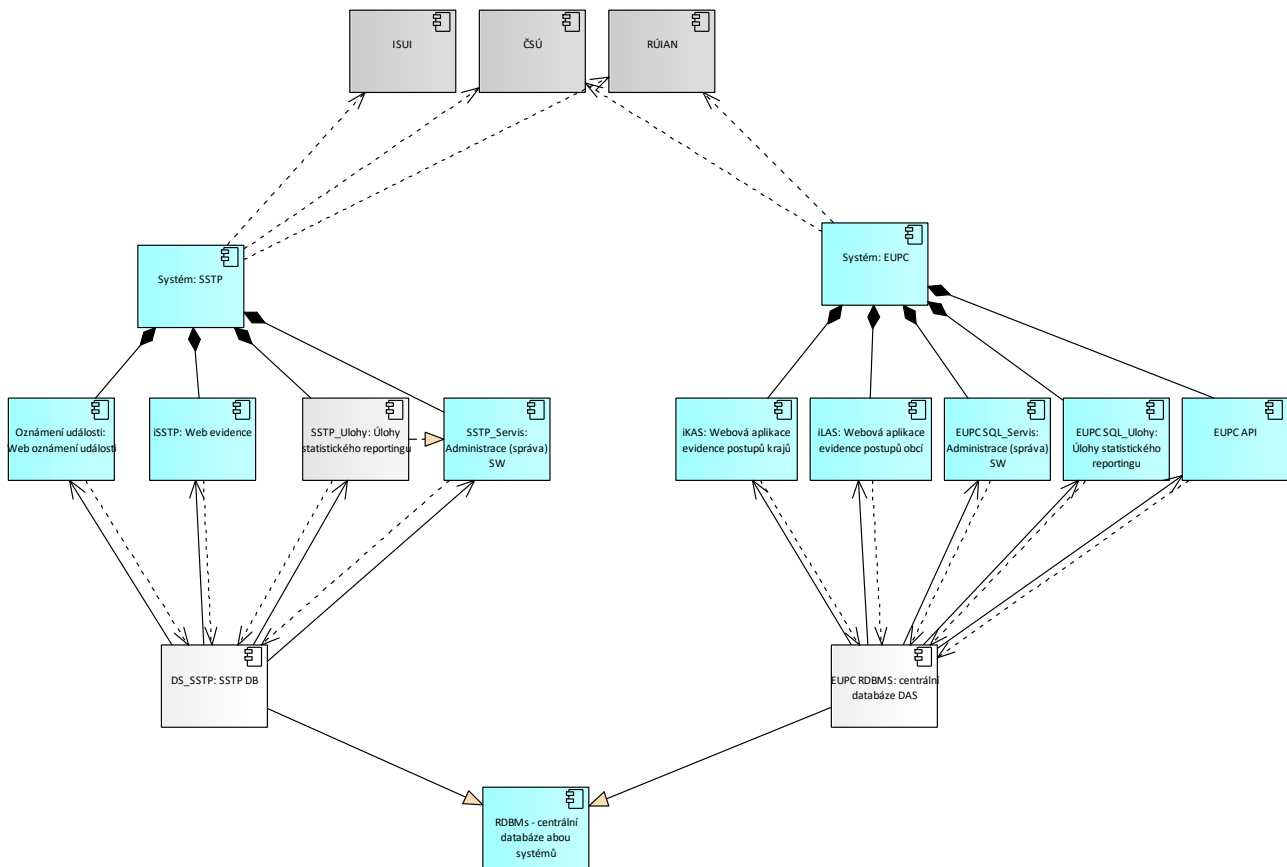 ISUI
ČSÚ
RÚIAN
Systém: SSTP
Systém: EUPC
Oznámení události:
Web oznámení události
iSSTP: Web evidence
SSTP_Ulohy: Úlohy
statistického reportingu
SSTP_Servis:
Administrace (správa)
SW
iKAS: Webová aplikace
evidence postupů krajů
iLAS: Webová aplikace
evidence postupů obcí
EUPC SQL_Servis:
Administrace (správa)
SW
EUPC SQL_Ulohy:
Úlohy statistického
reportingu
EUPC API
DS_SSTP: SSTP DB
EUPC RDBMS: centrální
databáze DAS
RDBMs - centrální
databáze abou
systémů